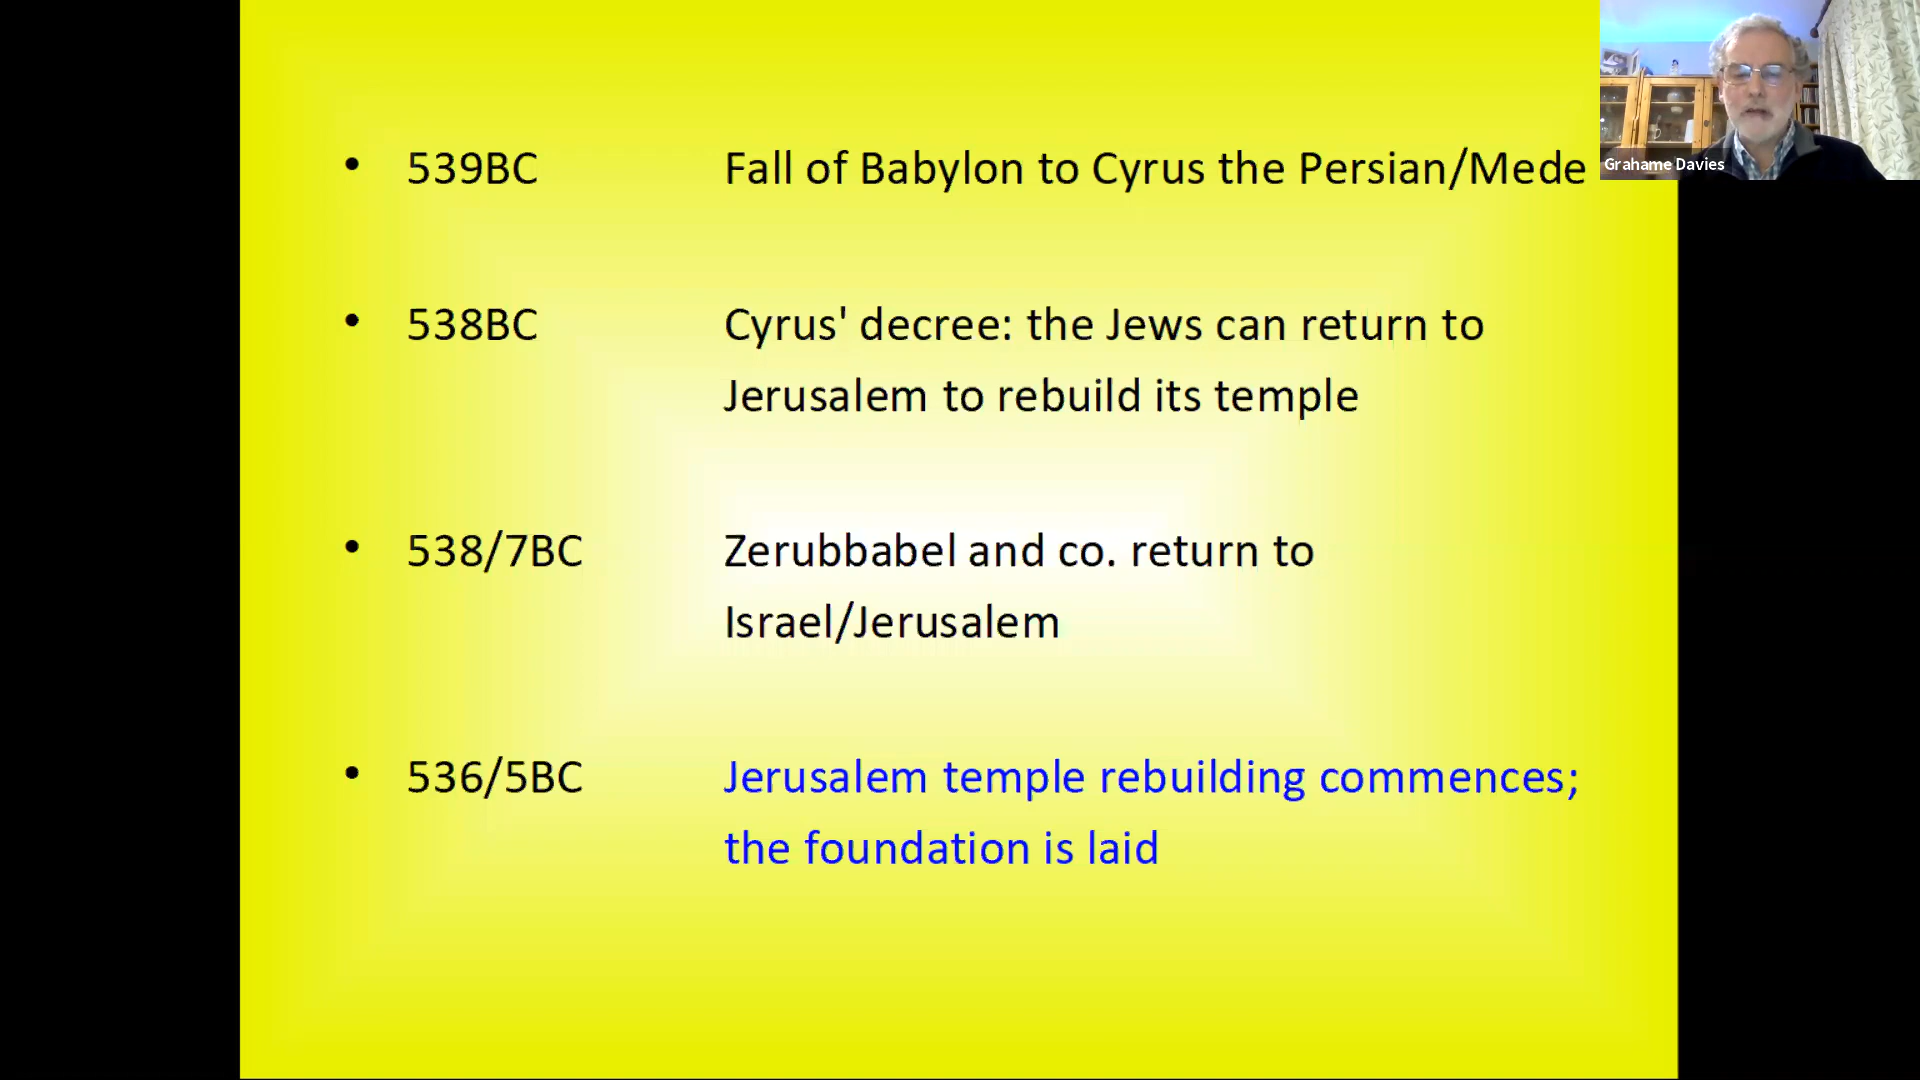 • 539BC Fall of Babylon to Cyrus the Persian/Mede
• 538BC Cyrus' decree: the Jews can return to
Jerusalem to rebuild its temple
• 538/7BC Zerubbabel and co. return to
Israel/Jerusalem
• 536/5BC Jerusalem temple rebuilding commences;
the foundation is laid
Grahame Davies